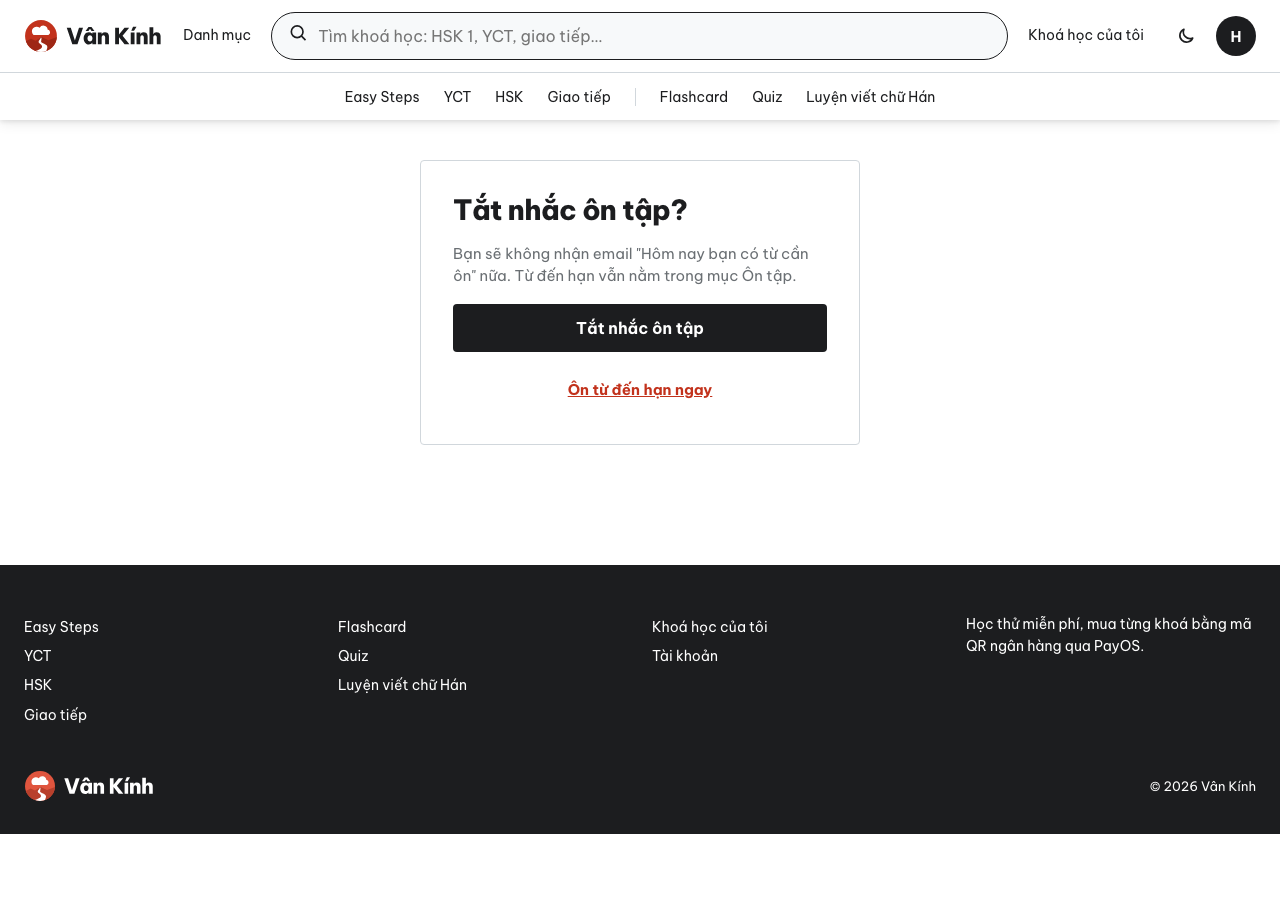 Vân Kính
Danh mục
Tìm khoá học: HSK 1, YCT, giao tiếp...
Khoá học của tôi
H
Easy Steps
YCT
HSK
Giao tiếp
Flashcard
Quiz
Luyện viết chữ Hán
Tắt nhắc ôn tập?
Bạn sẽ không nhận email "Hôm nay bạn có từ cần
ôn" nữa. Từ đến hạn vẫn nằm trong mục Ôn tập.
Tắt nhắc ôn tập
Ôn từ đến hạn ngay
Easy Steps
YCT
HSK
Giao tiếp
Flashcard
Quiz
Luyện viết chữ Hán
Khoá học của tôi
Tài khoản
Học thử miễn phí, mua từng khoá bằng mã
QR ngân hàng qua PayOS.
Vân Kính
© 2026 Vân Kính